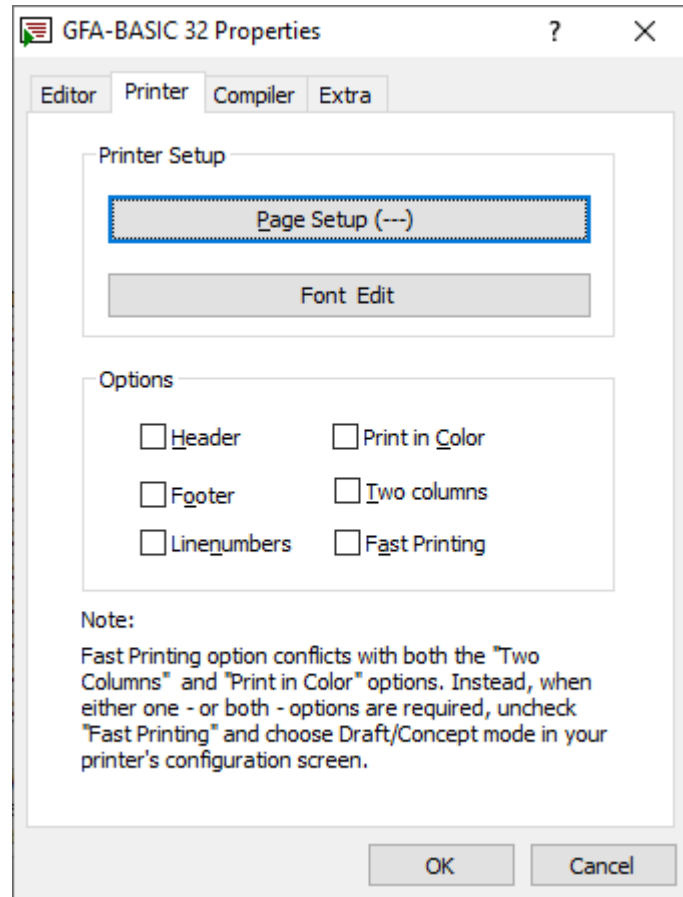 GFA-BASIC 32 Properties ?
Editor Printer Compiler Extra
Printer Setup
Page Setup (---)
Font Edit
Options
Header Print in Color
Footer Two columns
Linenumbers Fast Printing
Note:
Fast Printing option conflicts with both the "Two
Columns" and "Print in Color" options. Instead, when
either one - or both - options are required, uncheck
"Fast Printing" and choose Draft/Concept mode in your
printer's configuration screen.
OK Cancel